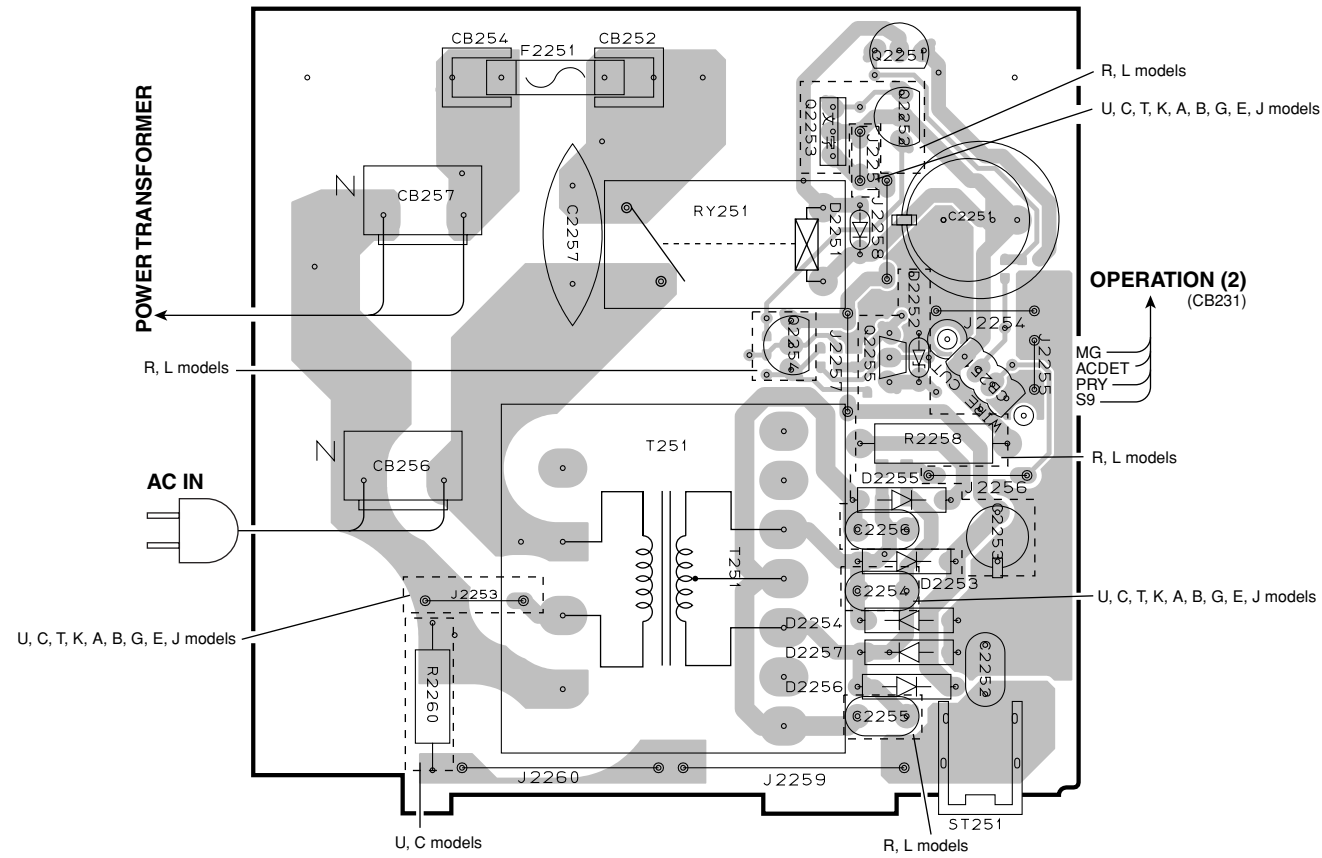 CB254
F2251
CB252
Q2251
R, L models
U, C, T, K, A, B, G, E, J models
POWER TRANSFORMER
N
CB257
C2257
RY251
Q2253
Q2252
J2251
D2251
J2258
C2251
OPERATION (2)
(CB231)
D2252
J2254
J2255
Q2254
J2257
Q2255
CB251
WIRE CUT
MG
ACDET
PRY
S9
R, L models
N
CB256
T251
R2258
R, L models
AC IN
D2255
J2256
C2256
C2253
T251
D2253
C2254
U, C, T, K, A, B, G, E, J models
J2253
D2254
U, C, T, K, A, B, G, E, J models
D2257
C2252
R2260
D2256
C2255
J2260
J2259
ST251
U, C models
R, L models